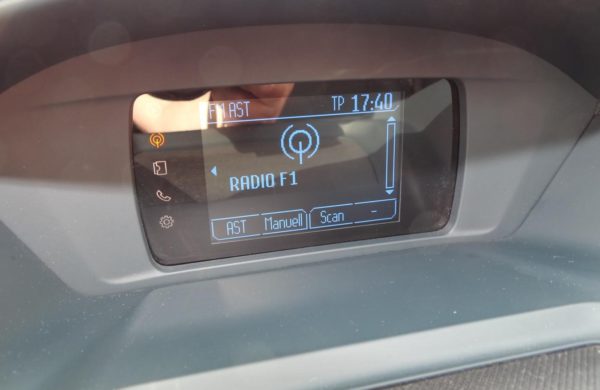 FM AST TP 17:40
RADIO F1
AST Manuell Scan –